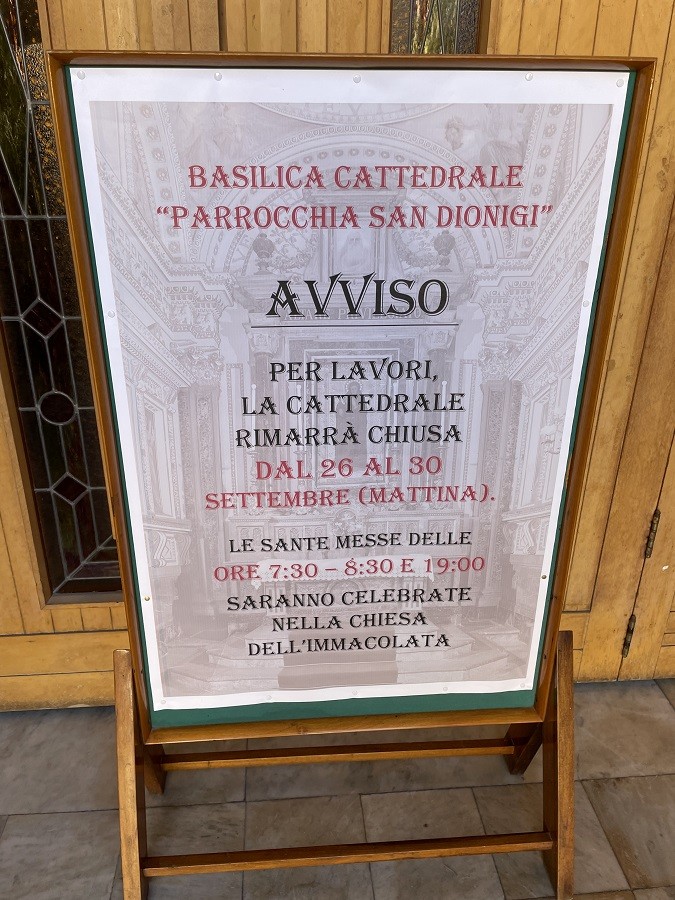 BASILICA CATTEDRALE
“PARROCCHIA SAN DIONIGI”
AVVISO
PER LAVORI,
LA CATTEDRALE
RIMARRÀ CHIUSA
DAL 26 AL 30
SETTEMBRE (MATTINA).
LE SANTE MESSE DELLE
ORE 7:30 – 8:30 E 19:00
SARANNO CELEBRATE
NELLA CHIESA
DELL’IMMACOLATA